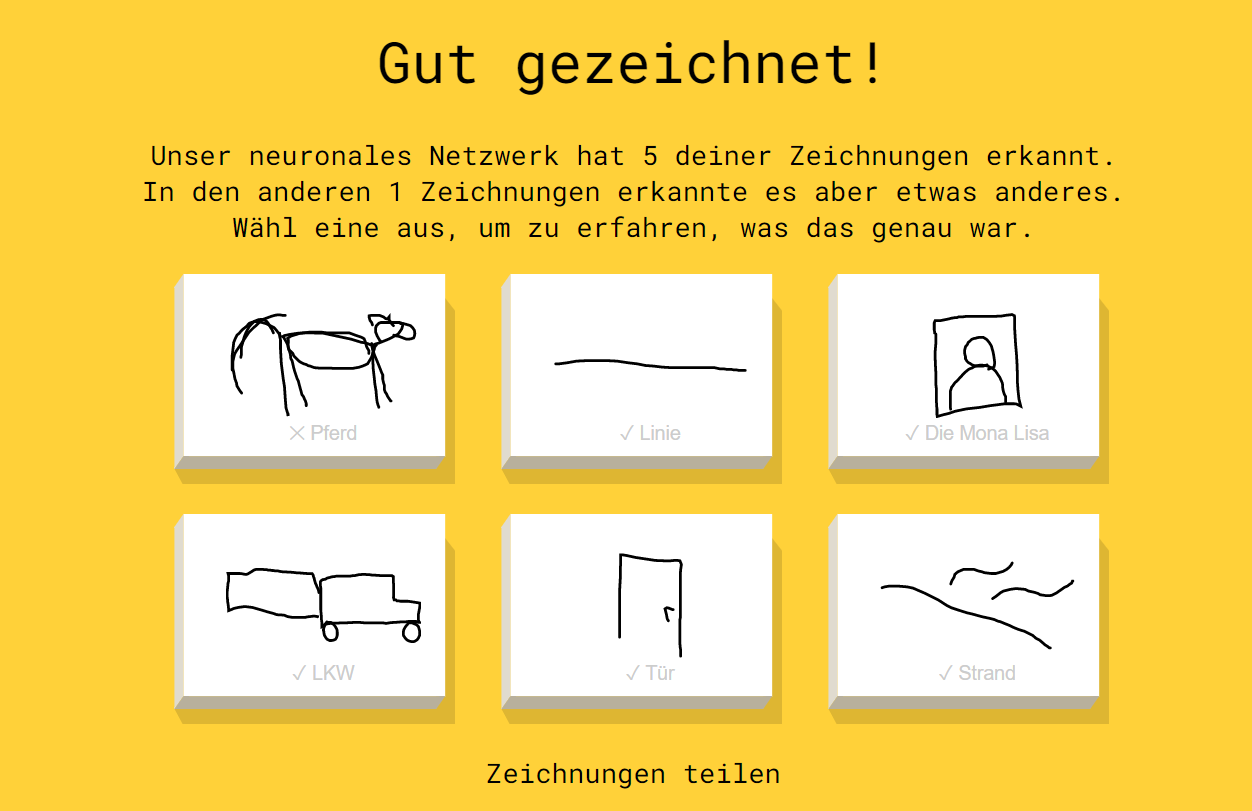 Gut gezeichnet!
Unser neuronales Netzwerk hat 5 deiner Zeichnungen erkannt.
In den anderen 1 Zeichnungen erkannte es aber etwas anderes.
Wähl eine aus, um zu erfahren, was das genau war.
✕ Pferd
✓ Linie
✓ Die Mona Lisa
✓ LKW
✓ Tür
✓ Strand
Zeichnungen teilen